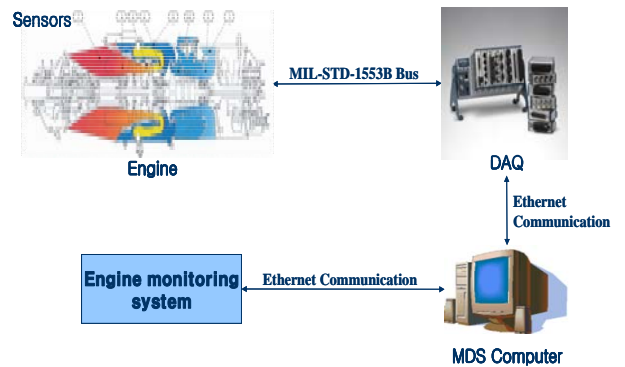 Sensors
MIL-STD-1553B Bus
Engine
DAQ
Ethernet
Communication
Engine monitoring
system
Ethernet Communication
MDS Computer